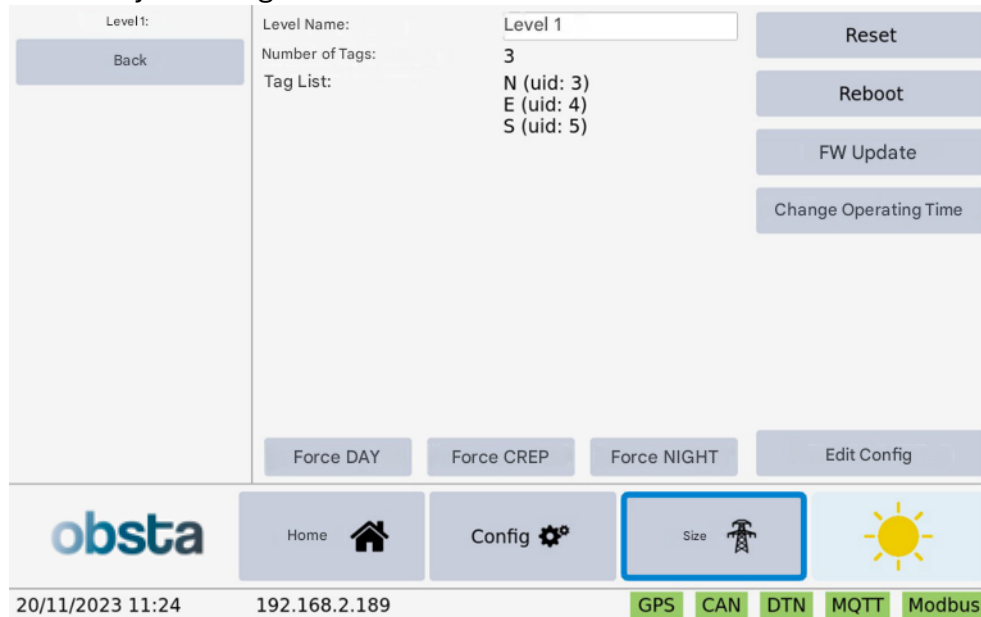 Level1:
Back
Level Name:
Level 1
Number of Tags:
3
Tag List:
N (uid: 3)
E (uid: 4)
S (uid: 5)
Reset
Reboot
FW Update
Change Operating Time
Force DAY
Force CREP
Force NIGHT
Edit Config
obsta
Home
Config
Size
20/11/2023 11:24
192.168.2.189
GPS
CAN
DTN
MQTT
Modbus